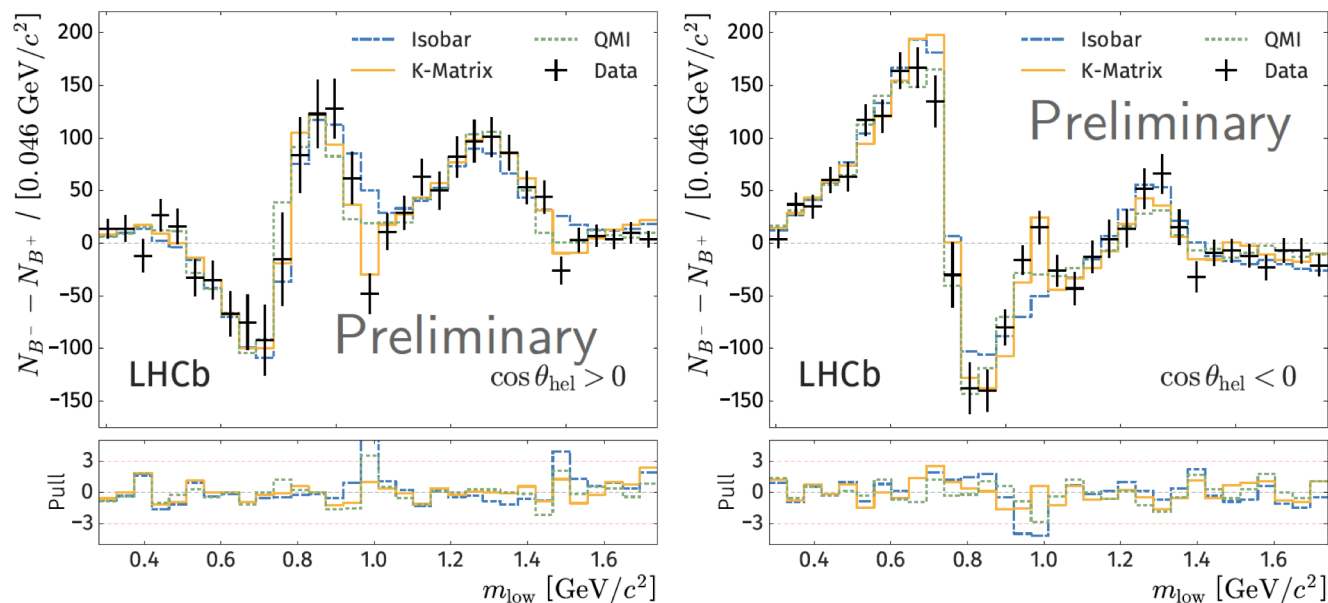 N_{B^-} − N_{B^+} / [0.046 GeV/c²]
200
150
100
50
0
−50
−100
−150
Isobar
QMI
K-Matrix
Data
Preliminary
LHCb
cos θ_hel > 0
Pull
3
0
−3
0.4 0.6 0.8 1.0 1.2 1.4 1.6
m_low [GeV/c²]
N_{B^-} − N_{B^+} / [0.046 GeV/c²]
200
150
100
50
0
−50
−100
−150
Isobar
QMI
K-Matrix
Data
Preliminary
LHCb
cos θ_hel < 0
Pull
3
0
−3
0.4 0.6 0.8 1.0 1.2 1.4 1.6
m_low [GeV/c²]